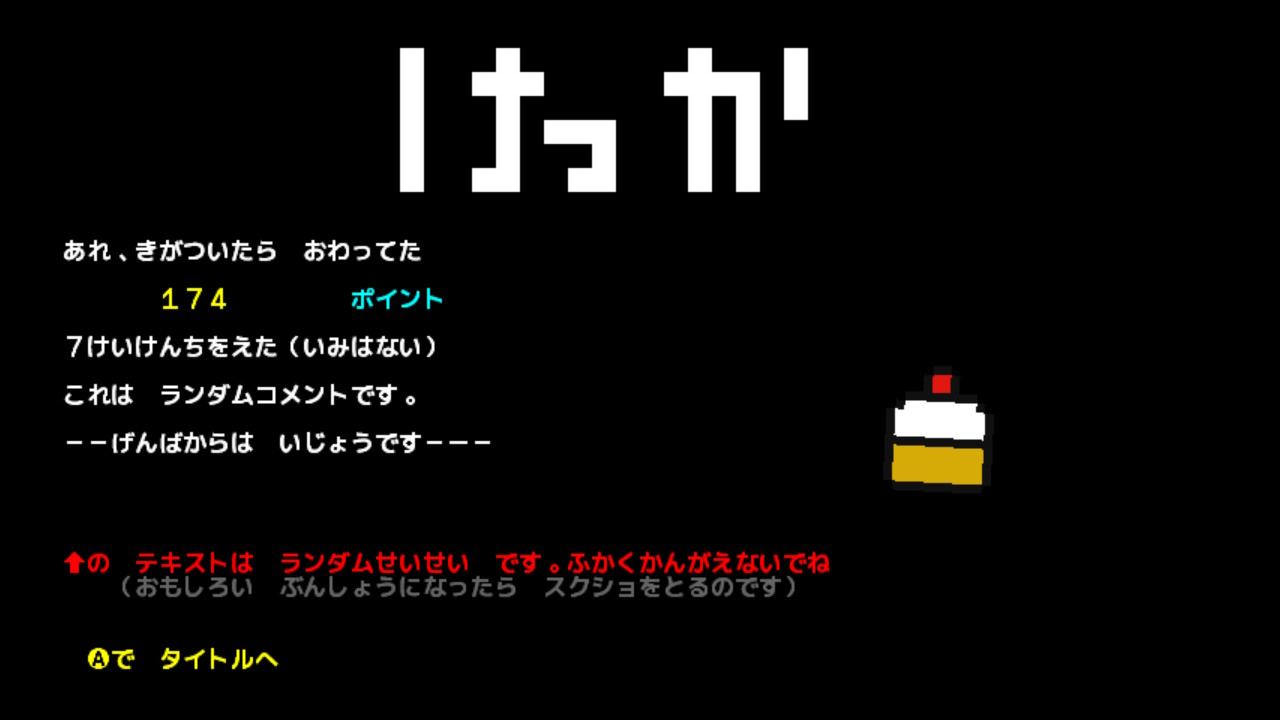 けっか
あれ、きがついたら　おわってた
１７４　ポイント
７けいけんちをえた（いみはない）
これは　ランダムコメントです。
ーーげんばからは　いじょうですーーー
⬆の　テキストは　ランダムせいせい　です。ふかくかんがえないでね
（おもしろい　ぶんしょうになったら　スクショをとるのです）
🅐で　タイトルへ